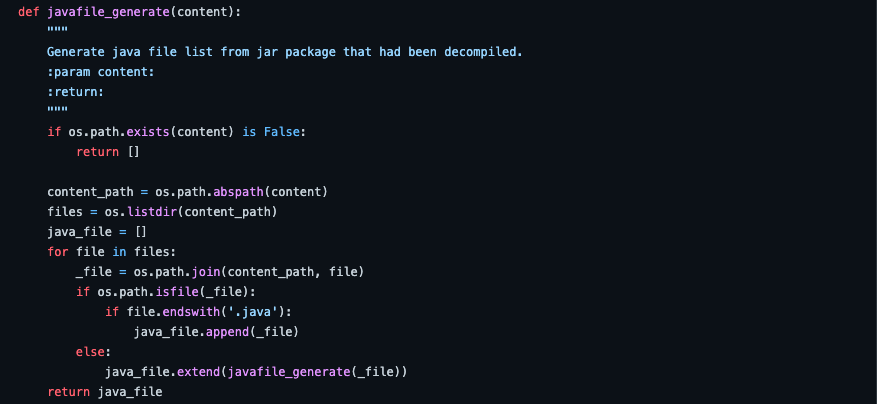 def javafile_generate(content):
    """
    Generate java file list from jar package that had been decompiled.
    :param content:
    :return:
    """
    if os.path.exists(content) is False:
        return []

    content_path = os.path.abspath(content)
    files = os.listdir(content_path)
    java_file = []
    for file in files:
        _file = os.path.join(content_path, file)
        if os.path.isfile(_file):
            if file.endswith('.java'):
                java_file.append(_file)
        else:
            java_file.extend(javafile_generate(_file))
    return java_file